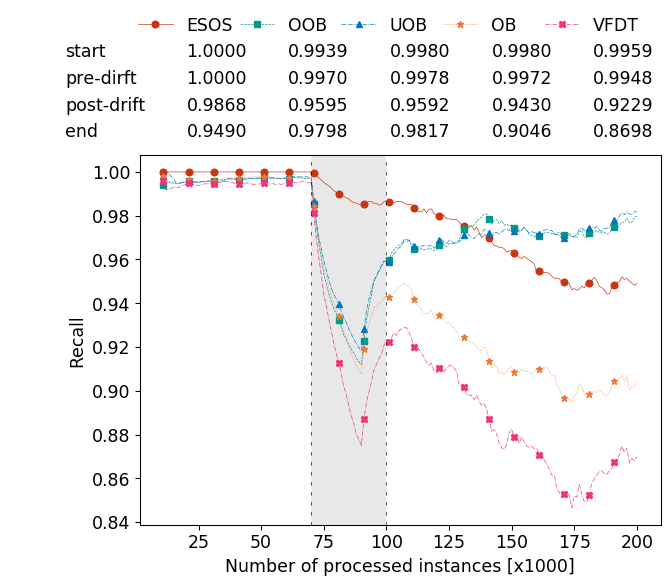 ESOS OOB UOB OB VFDT
start 1.0000 0.9939 0.9980 0.9980 0.9959
pre-dirft 1.0000 0.9970 0.9978 0.9972 0.9948
post-drift 0.9868 0.9595 0.9592 0.9430 0.9229
end 0.9490 0.9798 0.9817 0.9046 0.8698
1.00
0.98
0.96
0.94
0.92
0.90
0.88
0.86
0.84
Recall
25 50 75 100 125 150 175 200
Number of processed instances [x1000]